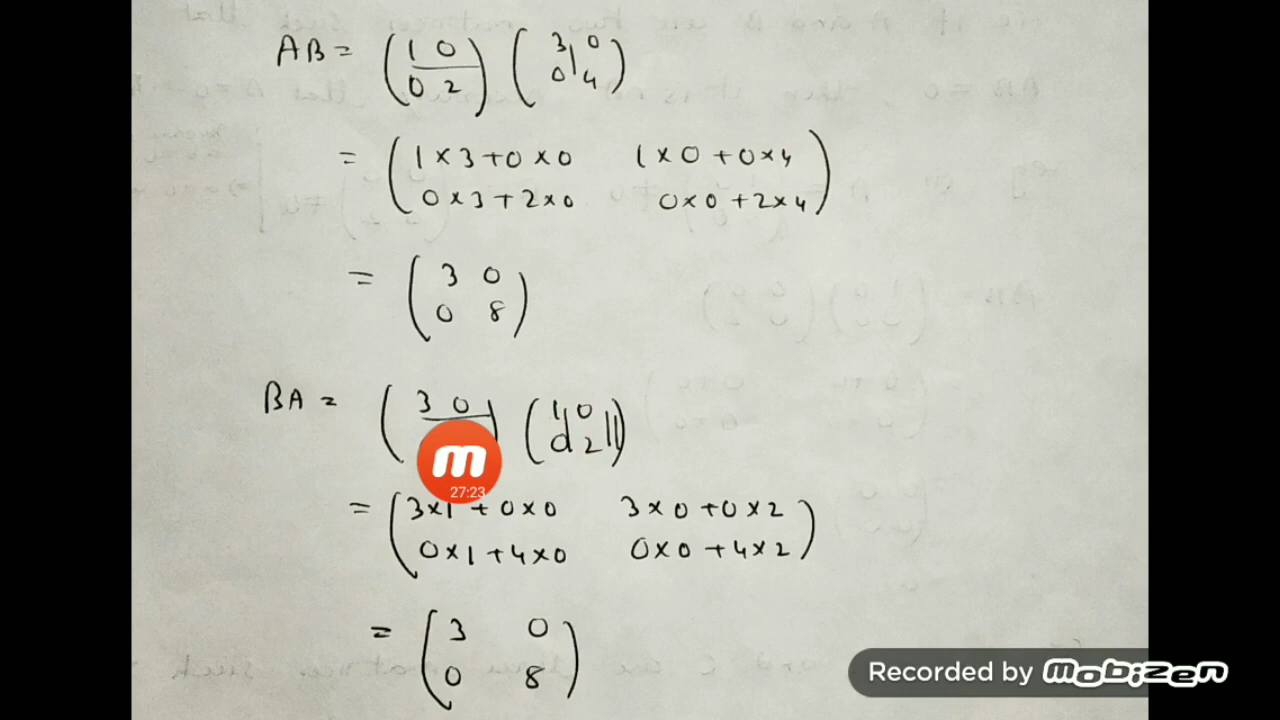 AB = (1 0) (3 0)
(0 2) (0 4)
= (1 × 3 + 0 × 0 1 × 0 + 0 × 4)
(0 × 3 + 2 × 0 0 × 0 + 2 × 4)
= (3 0)
(0 8)
BA = (3 0) (1 0)
(0 2)
m
27:23
= (3 × 1 + 0 × 0 3 × 0 + 0 × 2)
(0 × 1 + 4 × 0 0 × 0 + 4 × 2)
= (3 0)
(0 8)
Recorded by mobizen